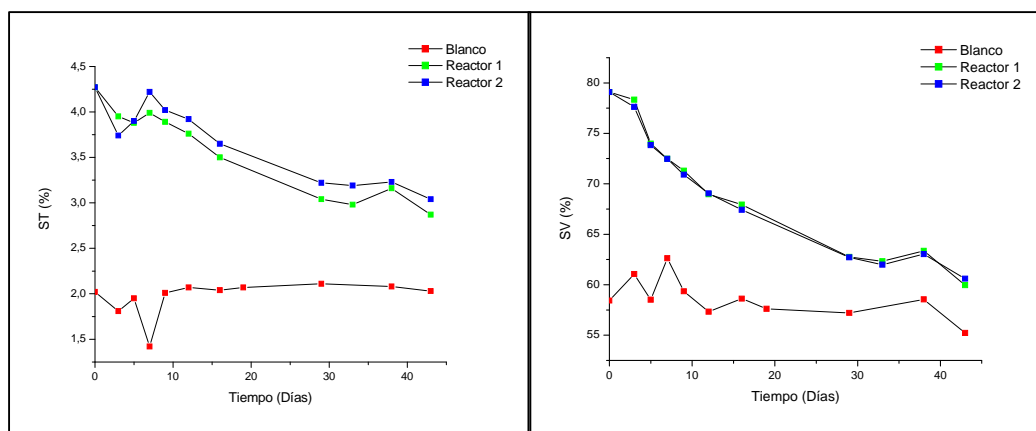 Blanco
Reactor 1
Reactor 2
4,5
4,0
3,5
3,0
2,5
2,0
1,5
ST (%)
0
10
20
30
40
Tiempo (Días)
Blanco
Reactor 1
Reactor 2
80
75
70
65
60
55
SV (%)
0
10
20
30
40
Tiempo (Días)